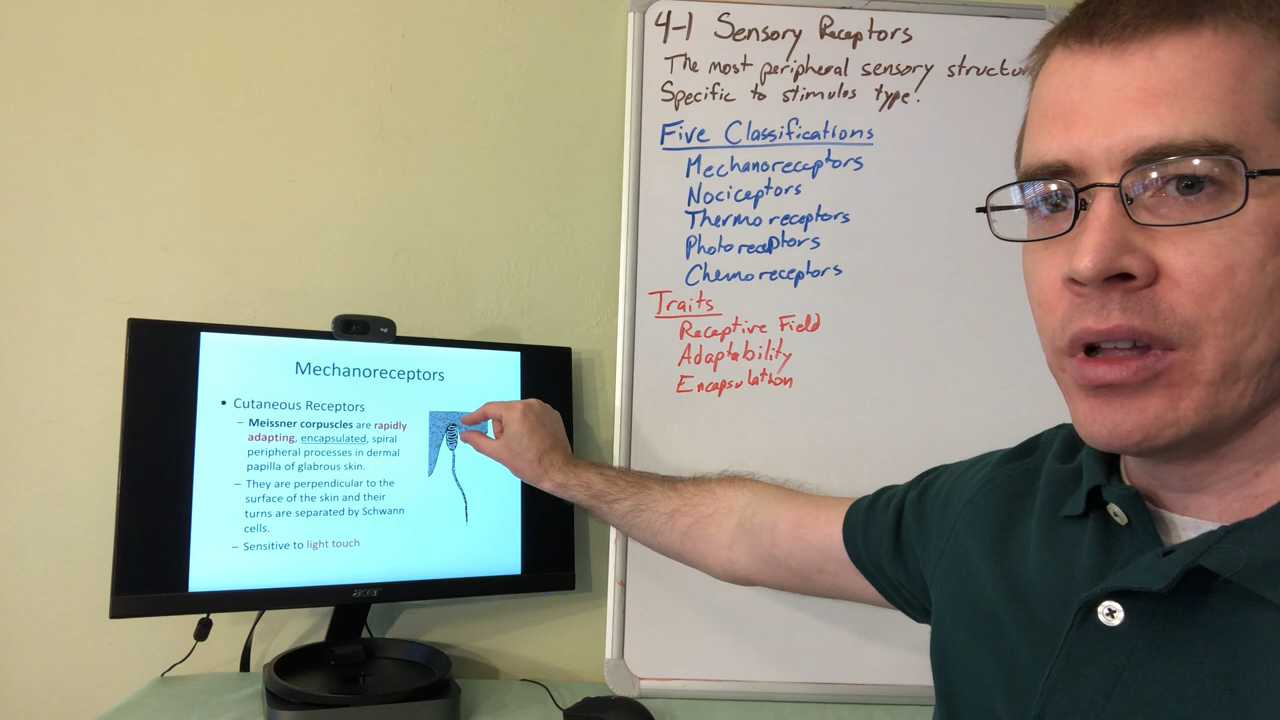 4-1 Sensory Receptors
The most peripheral sensory
Specific to stimulus type!
Five Classifications
Mechanoreceptors
Nociceptors
Thermoreceptors
Photoreceptors
Chemoreceptors
Traits
Receptive Field
Adaptability
Encapsulation
Mechanoreceptors
• Cutaneous Receptors
– Meissner corpuscles are rapidly
adapting, encapsulated, spiral
peripheral processes in dermal
papilla of glabrous skin.
– They are perpendicular to the
surface of the skin and their
turns are separated by Schwann
cells.
– Sensitive to light touch
acer